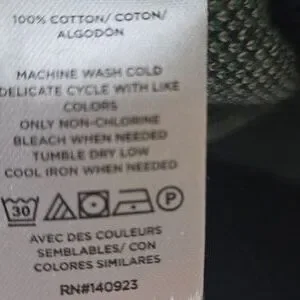 100% COTTON/ COTON/
ALGODON
MACHINE WASH COLD
DELICATE CYCLE WITH LIKE
COLORS
ONLY NON-CHLORINE
BLEACH WHEN NEEDED
TUMBLE DRY LOW
COOL IRON WHEN NEEDED
30 P
AVEC DES COULEURS
SEMBLABLES/ CON
COLORES SIMILARES
RN#140923